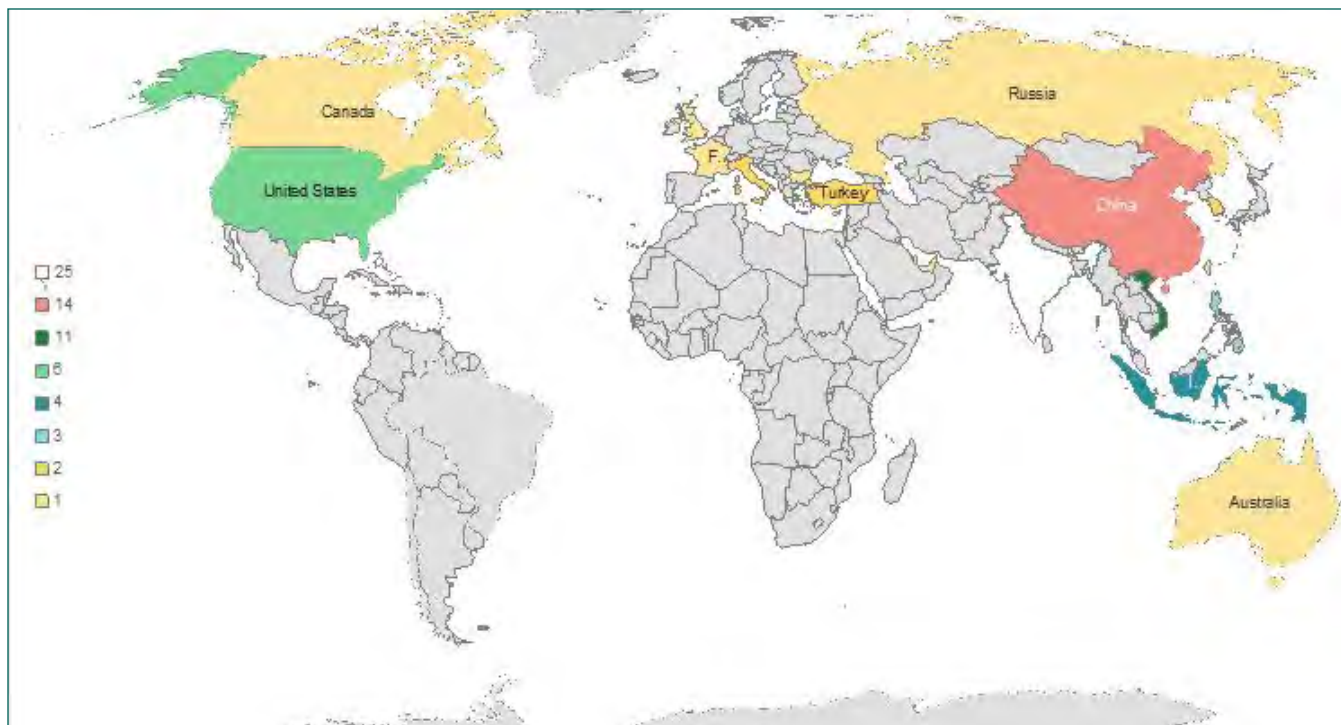 Canada
Russia
F.
Turkey
United States
China
25
14
11
6
4
3
2
1
Australia